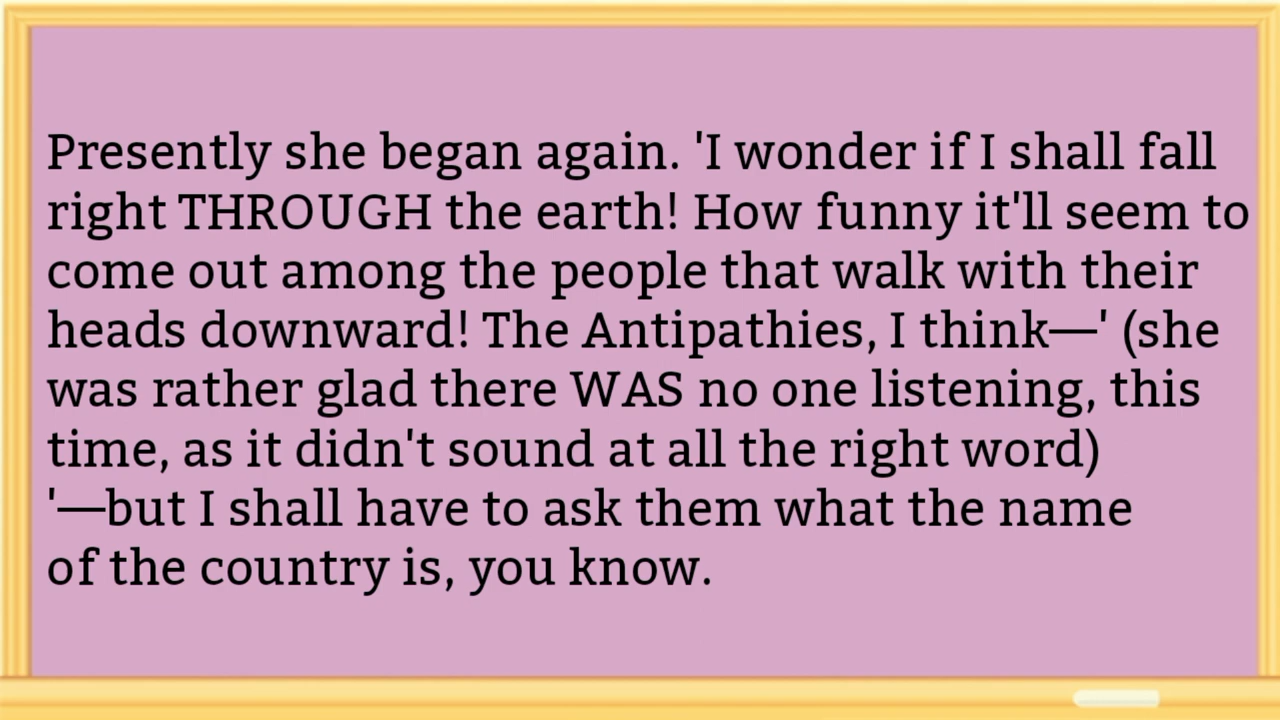 Presently she began again. 'I wonder if I shall fall
right THROUGH the earth! How funny it'll seem to
come out among the people that walk with their
heads downward! The Antipathies, I think—' (she
was rather glad there WAS no one listening, this
time, as it didn't sound at all the right word)
'—but I shall have to ask them what the name
of the country is, you know.